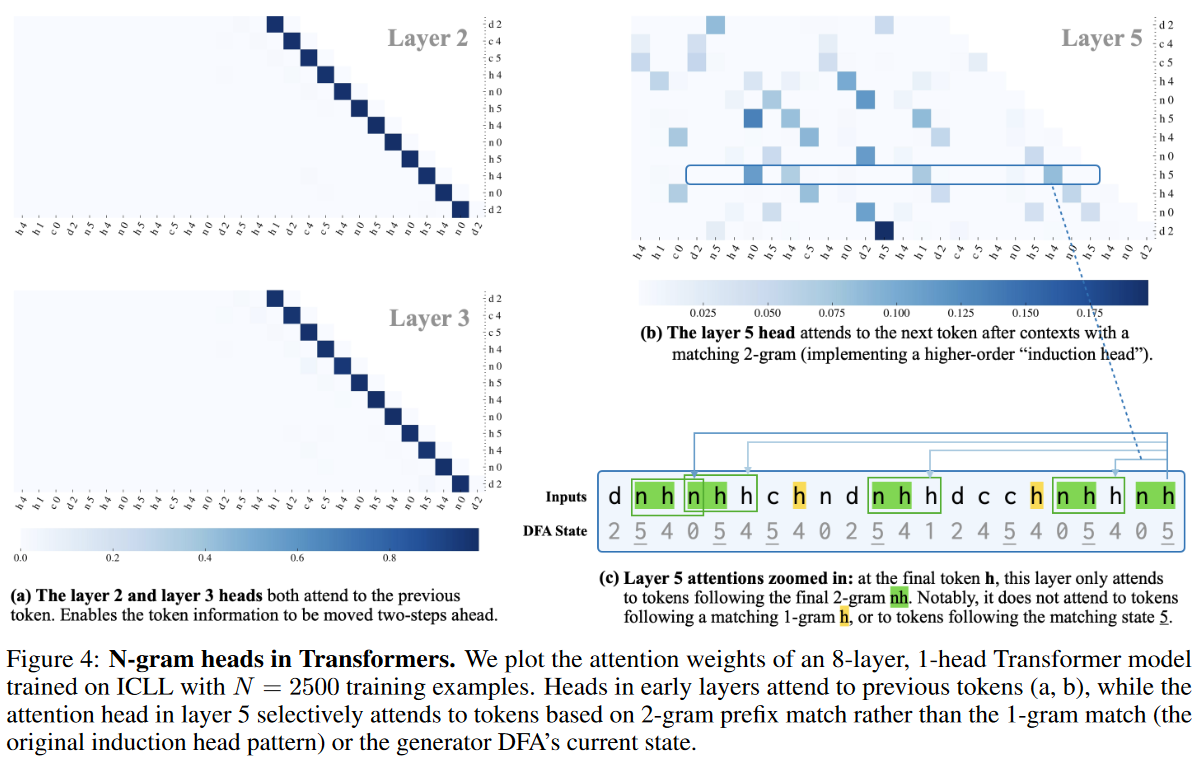 Layer 2
d2
c4
c5
h4
n0
h5
h4
n0
h5
h4
n0
d2
h4 h1 c0 d2 n5 h4 n0 h5 h4 c5 h4 n0 d2 n5 h4 h1 d2 c4 c5 h4 n0 h5 h4 n0 h5 h4 n0 d2
Layer 3
d2
c4
c5
h4
n0
h5
h4
n0
h5
h4
n0
d2
h4 h1 c0 d2 n5 h4 n0 h5 h4 c5 h4 n0 d2 n5 h4 h1 d2 c4 c5 h4 n0 h5 h4 n0 h5 h4 n0 d2
0.0 0.2 0.4 0.6 0.8
(a) The layer 2 and layer 3 heads both attend to the previous
token. Enables the token information to be moved two-steps ahead.
Layer 5
d2
c4
c5
h4
n0
h5
h4
n0
h5
h4
n0
d2
h4 h1 c0 d2 n5 h4 n0 h5 h4 c5 h4 n0 d2 n5 h4 h1 d2 c4 c5 h4 n0 h5 h4 n0 h5 h4 n0 d2
0.025 0.050 0.075 0.100 0.125 0.150 0.175
(b) The layer 5 head attends to the next token after contexts with a
matching 2-gram (implementing a higher-order “induction head”).
Inputs d n h n h h c h n d n h h d c c h n h h n h
DFA State 2 5 4 0 5 4 5 4 0 2 5 4 1 2 4 5 4 0 5 4 0 5
(c) Layer 5 attentions zoomed in: at the final token h, this layer only attends
to tokens following the final 2-gram nh. Notably, it does not attend to tokens
following a matching 1-gram h, or to tokens following the matching state 5.
Figure 4: N-gram heads in Transformers. We plot the attention weights of an 8-layer, 1-head Transformer model
trained on ICLL with N = 2500 training examples. Heads in early layers attend to previous tokens (a, b), while the
attention head in layer 5 selectively attends to tokens based on 2-gram prefix match rather than the 1-gram match (the
original induction head pattern) or the generator DFA’s current state.